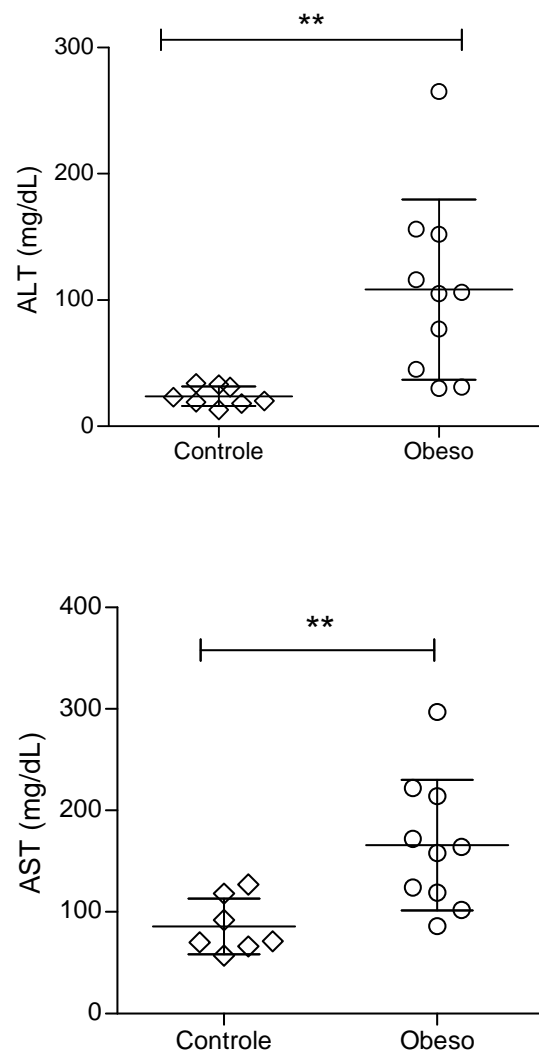 **
300
200
100
0
ALT (mg/dL)
Controle
Obeso
**
400
300
200
100
0
AST (mg/dL)
Controle
Obeso